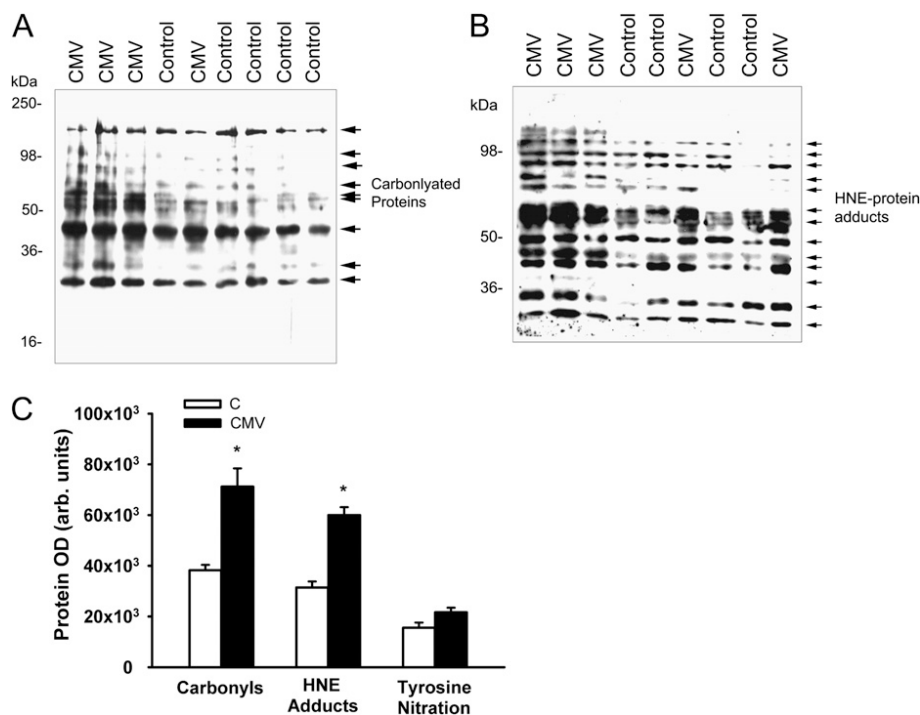 A
CMV
CMV
CMV
Control
CMV
Control
Control
Control
Control
kDa
250-
98-
50-
36-
16-
Carbonlyated
Proteins
B
CMV
CMV
CMV
Control
Control
CMV
Control
Control
CMV
kDa
98-
50-
36-
HNE-protein
adducts
C
C
CMV
Protein OD (arb. units)
100x10³
80x10³
60x10³
40x10³
20x10³
0
*
*
Carbonyls
HNE
Adducts
Tyrosine
Nitration